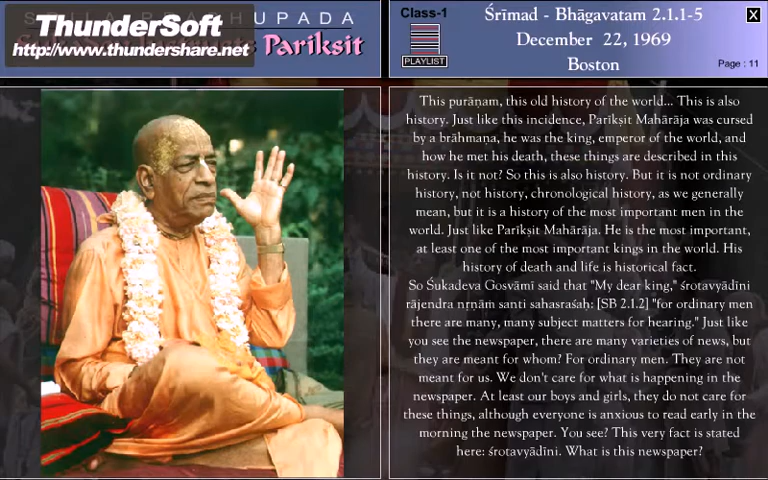 SRILA PRABHUPADA
ThunderSoft
http://www.thundershare.net
Pariksit
Class-1
PLAYLIST
Śrīmad - Bhāgavatam 2.1.1-5
December 22, 1969
Boston
X
Page : 11
This purāṇam, this old history of the world... This is also
history. Just like this incidence, Parīkṣit Mahārāja was cursed
by a brāhmaṇa, he was the king, emperor of the world, and
how he met his death, these things are described in this
history. Is it not? So this is also history. But it is not ordinary
history, not history, chronological history, as we generally
mean, but it is a history of the most important men in the
world. Just like Parīkṣit Mahārāja. He is the most important,
at least one of the most important kings in the world. His
history of death and life is historical fact.
So Śukadeva Gosvāmī said that "My dear king," śrotavyādīni
rājendra nṛṇāṁ santi sahasraśaḥ: [SB 2.1.2] "for ordinary men
there are many, many subject matters for hearing." Just like
you see the newspaper, there are many varieties of news, but
they are meant for whom? For ordinary men. They are not
meant for us. We don't care for what is happening in the
newspaper. At least our boys and girls, they do not care for
these things, although everyone is anxious to read early in the
morning the newspaper. You see? This very fact is stated
here: śrotavyādīni. What is this newspaper?